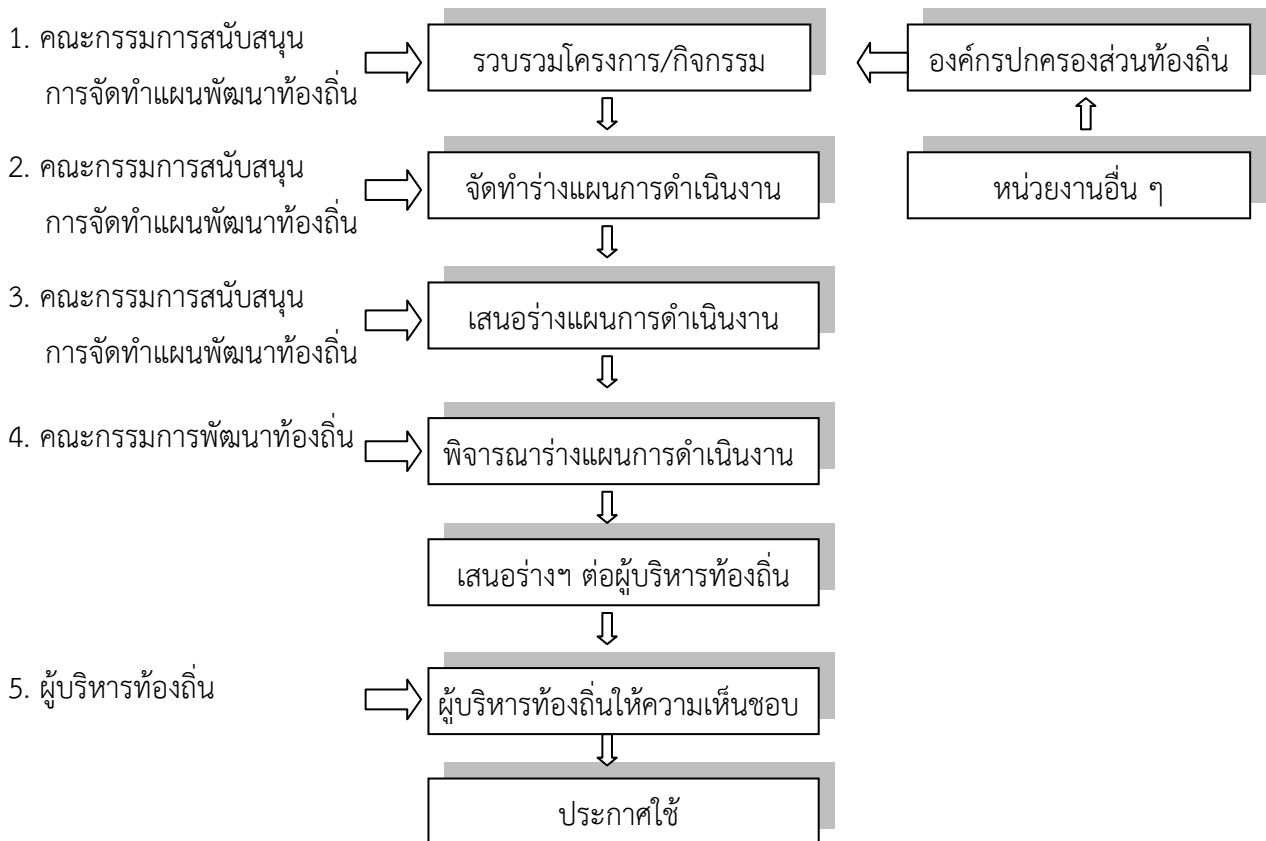 1. คณะกรรมการสนับสนุน
การจัดทำแผนพัฒนาท้องถิ่น
รวบรวมโครงการ/กิจกรรม
องค์กรปกครองส่วนท้องถิ่น
2. คณะกรรมการสนับสนุน
การจัดทำแผนพัฒนาท้องถิ่น
จัดทำร่างแผนการดำเนินงาน
หน่วยงานอื่น ๆ
3. คณะกรรมการสนับสนุน
การจัดทำแผนพัฒนาท้องถิ่น
เสนอร่างแผนการดำเนินงาน
4. คณะกรรมการพัฒนาท้องถิ่น
พิจารณาร่างแผนการดำเนินงาน
เสนอร่างฯ ต่อผู้บริหารท้องถิ่น
5. ผู้บริหารท้องถิ่น
ผู้บริหารท้องถิ่นให้ความเห็นชอบ
ประกาศใช้